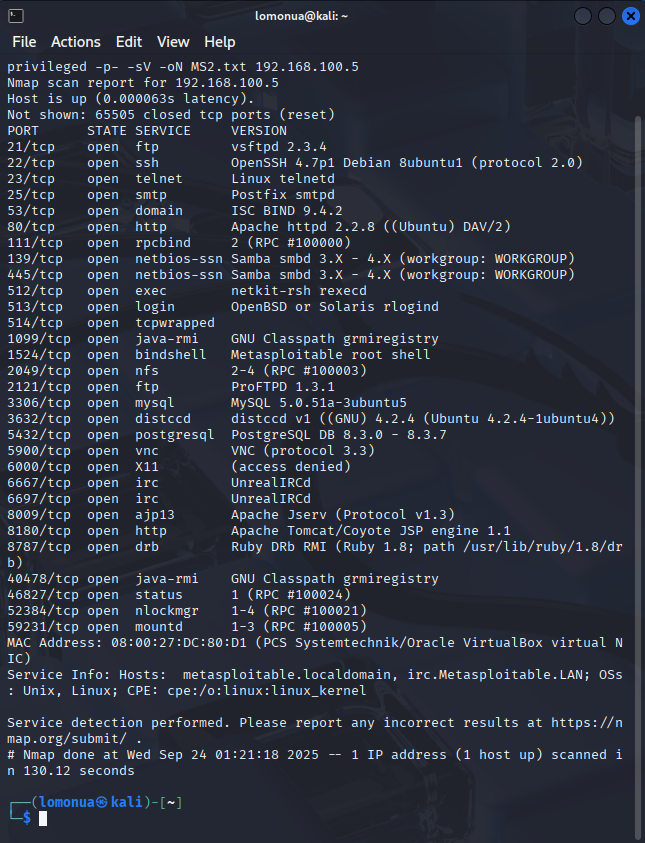 lomonua@kali: ~
File Actions Edit View Help
privileged -p- -sV -oN MS2.txt 192.168.100.5
Nmap scan report for 192.168.100.5
Host is up (0.000063s latency).
Not shown: 65505 closed tcp ports (reset)
PORT      STATE SERVICE     VERSION
21/tcp    open  ftp         vsftpd 2.3.4
22/tcp    open  ssh         OpenSSH 4.7p1 Debian 8ubuntu1 (protocol 2.0)
23/tcp    open  telnet      Linux telnetd
25/tcp    open  smtp        Postfix smtpd
53/tcp    open  domain      ISC BIND 9.4.2
80/tcp    open  http        Apache httpd 2.2.8 ((Ubuntu) DAV/2)
111/tcp   open  rpcbind     2 (RPC #100000)
139/tcp   open  netbios-ssn Samba smbd 3.X - 4.X (workgroup: WORKGROUP)
445/tcp   open  netbios-ssn Samba smbd 3.X - 4.X (workgroup: WORKGROUP)
512/tcp   open  exec        netkit-rsh rexecd
513/tcp   open  login       OpenBSD or Solaris rlogind
514/tcp   open  tcpwrapped
1099/tcp  open  java-rmi    GNU Classpath grmiregistry
1524/tcp  open  bindshell   Metasploitable root shell
2049/tcp  open  nfs         2-4 (RPC #100003)
2121/tcp  open  ftp         ProFTPD 1.3.1
3306/tcp  open  mysql       MySQL 5.0.51a-3ubuntu5
3632/tcp  open  distccd     distccd v1 ((GNU) 4.2.4 (Ubuntu 4.2.4-1ubuntu4))
5432/tcp  open  postgresql  PostgreSQL DB 8.3.0 - 8.3.7
5900/tcp  open  vnc         VNC (protocol 3.3)
6000/tcp  open  X11         (access denied)
6667/tcp  open  irc         UnrealIRCd
6697/tcp  open  irc         UnrealIRCd
8009/tcp  open  ajp13       Apache Jserv (Protocol v1.3)
8180/tcp  open  http        Apache Tomcat/Coyote JSP engine 1.1
8787/tcp  open  drb         Ruby DRb RMI (Ruby 1.8; path /usr/lib/ruby/1.8/dr
b)
40478/tcp open  java-rmi    GNU Classpath grmiregistry
46827/tcp open  status      1 (RPC #100024)
52384/tcp open  nlockmgr    1-4 (RPC #100021)
59231/tcp open  mountd      1-3 (RPC #100005)
MAC Address: 08:00:27:DC:80:D1 (PCS Systemtechnik/Oracle VirtualBox virtual N
IC)
Service Info: Hosts:  metasploitable.localdomain, irc.Metasploitable.LAN; OSs
: Unix, Linux; CPE: cpe:/o:linux:linux_kernel
Service detection performed. Please report any incorrect results at https://n
map.org/submit/ .
# Nmap done at Wed Sep 24 01:21:18 2025 -- 1 IP address (1 host up) scanned i
n 130.12 seconds
┌──(lomonua㉿kali)-[~]
└─$